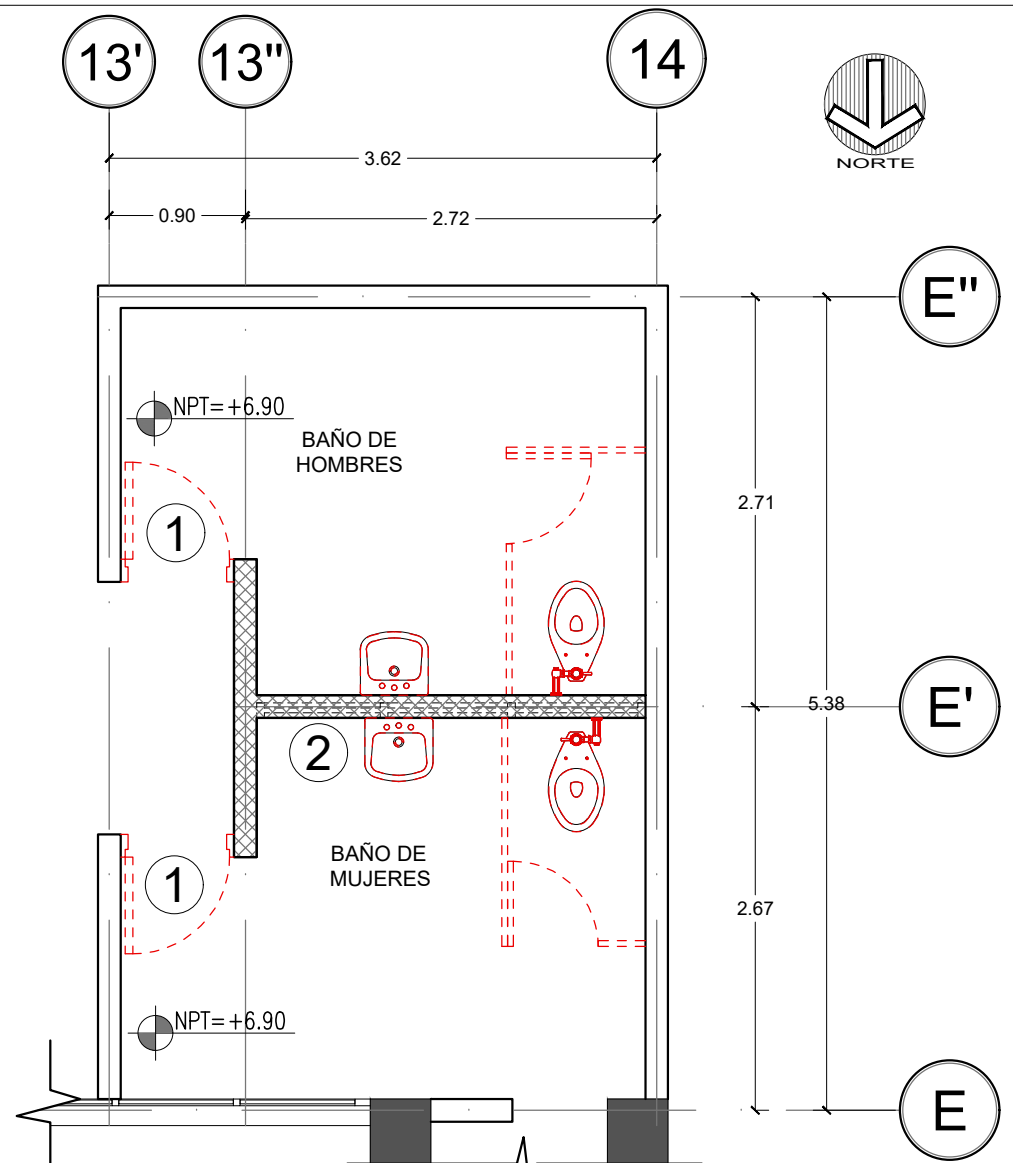 13'
13"
14
NORTE
3.62
0.90
2.72
E"
NPT=+6.90
BAÑO DE
HOMBRES
2.71
1
5.38
E'
2
BAÑO DE
MUJERES
1
2.67
NPT=+6.90
E